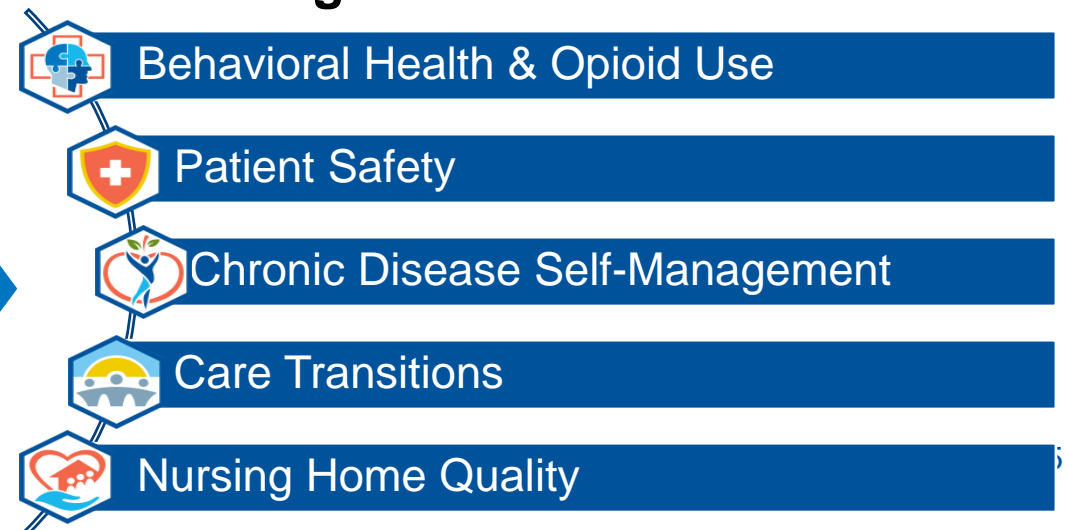 Behavioral Health & Opioid Use
Patient Safety
Chronic Disease Self-Management
Care Transitions
Nursing Home Quality